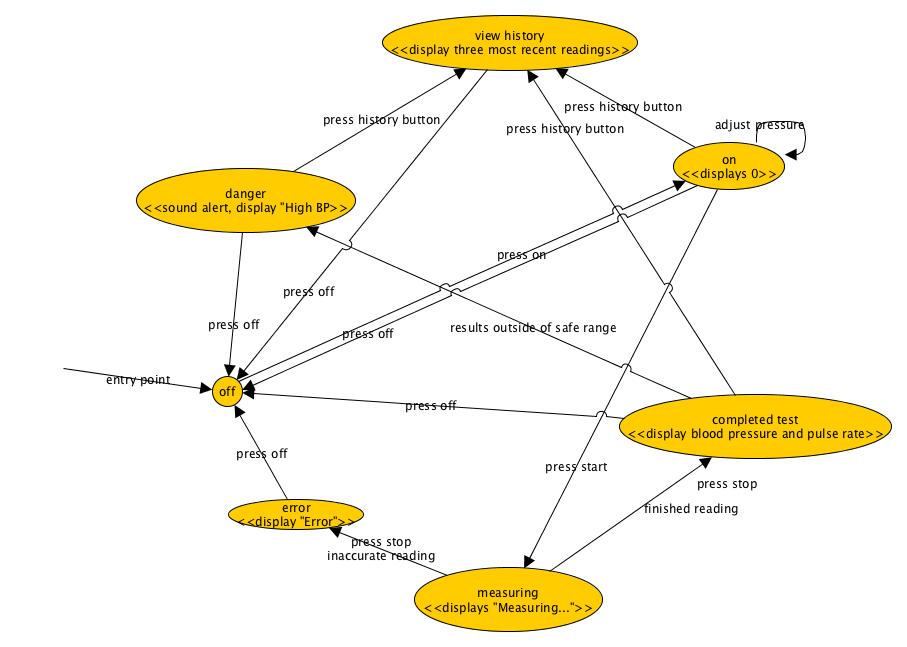 view history
<<display three most recent readings>>
press history button
press history button
press history button
adjust pressure
on
<<displays 0>>
danger
<<sound alert, display "High BP>>
press on
press off
press off
press off
results outside of safe range
entry point
off
press off
completed test
<<display blood pressure and pulse rate>>
press off
press start
press stop
finished reading
error
<<display "Error">>
press stop
inaccurate reading
measuring
<<displays "Measuring...">>